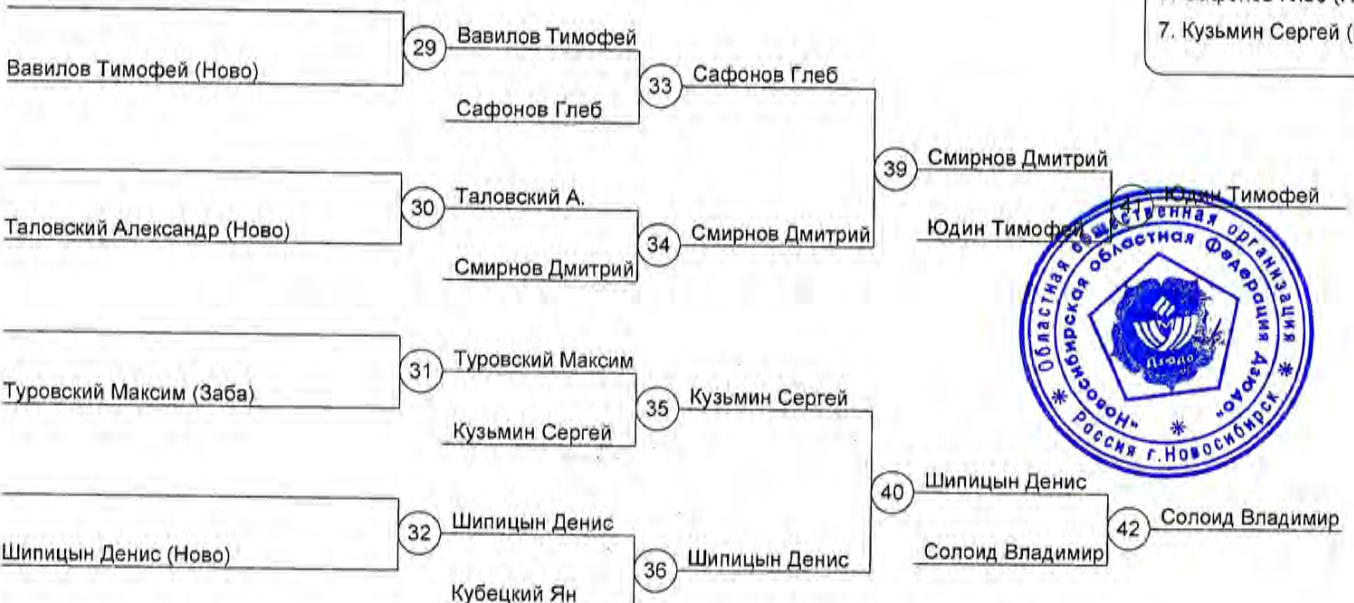 7. Кузьмин Сергей (
29
Вавилов Тимофей
Вавилов Тимофей (Ново)
33
Сафонов Глеб
Сафонов Глеб
39
Смирнов Дмитрий
30
Таловский А.
41
Юдин Тимофей
Таловский Александр (Ново)
34
Смирнов Дмитрий
Юдин Тимофей
Смирнов Дмитрий
Областная общественная организация
"Новосибирская областная Федерация Дзюдо"
Дзюдо
Россия г.Новосибирск
31
Туровский Максим
Туровский Максим (Заба)
35
Кузьмин Сергей
Кузьмин Сергей
40
Шипицын Денис
32
Шипицын Денис
42
Солоид Владимир
Шипицын Денис (Ново)
36
Шипицын Денис
Солоид Владимир
Кубецкий Ян